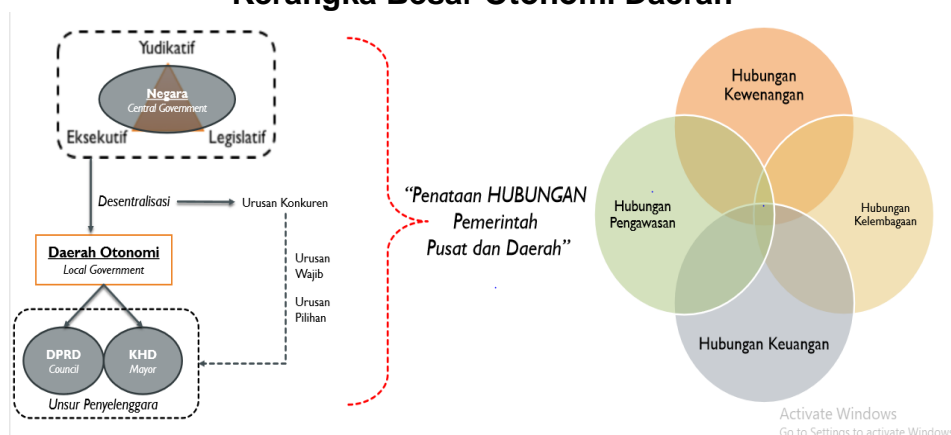 Kerangka Besar Otonomi Daerah
Yudikatif
Negara
Central Government
Eksekutif
Legislatif
Desentralisasi
Urusan Konkuren
Daerah Otonomi
Local Government
Urusan
Wajib
Urusan
Pilihan
DPRD
Council
KHD
Mayor
Unsur Penyelenggara
“Penataan HUBUNGAN
Pemerintah
Pusat dan Daerah”
Hubungan
Kewenangan
Hubungan
Pengawasan
Hubungan
Kelembagaan
Hubungan Keuangan
Activate Windows
Go to Settings to activate Windows